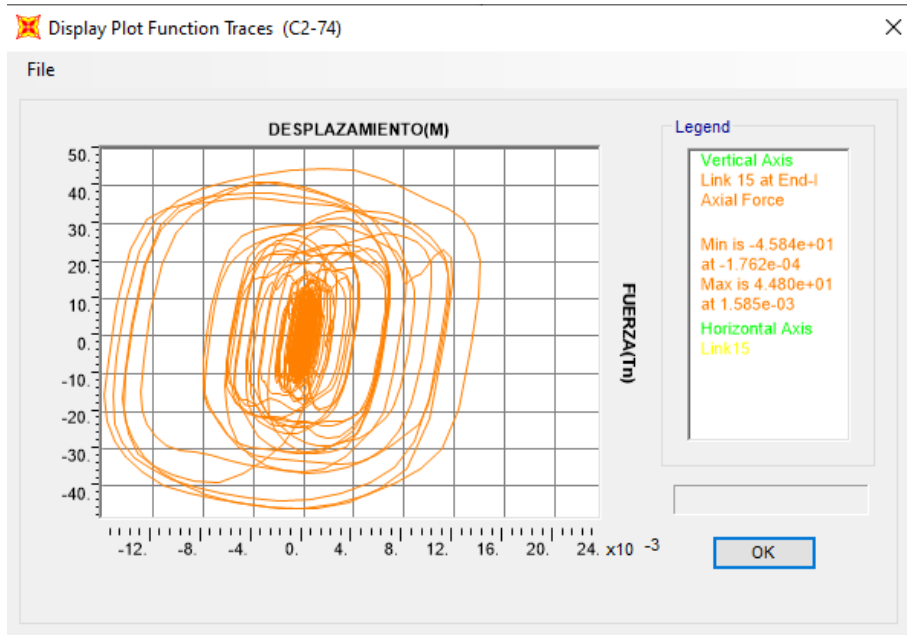 Display Plot Function Traces (C2-74)
File
DESPLAZAMIENTO(M)
50.
40.
30.
20.
10.
0.
-10.
-20.
-30.
-40.
-12. -8. -4. 0. 4. 8. 12. 16. 20. 24. x10 -3
FUERZA(Tn)
Legend
Vertical Axis
Link 15 at End-I
Axial Force
Min is -4.584e+01
at -1.762e-04
Max is 4.480e+01
at 1.585e-03
Horizontal Axis
Link15
OK